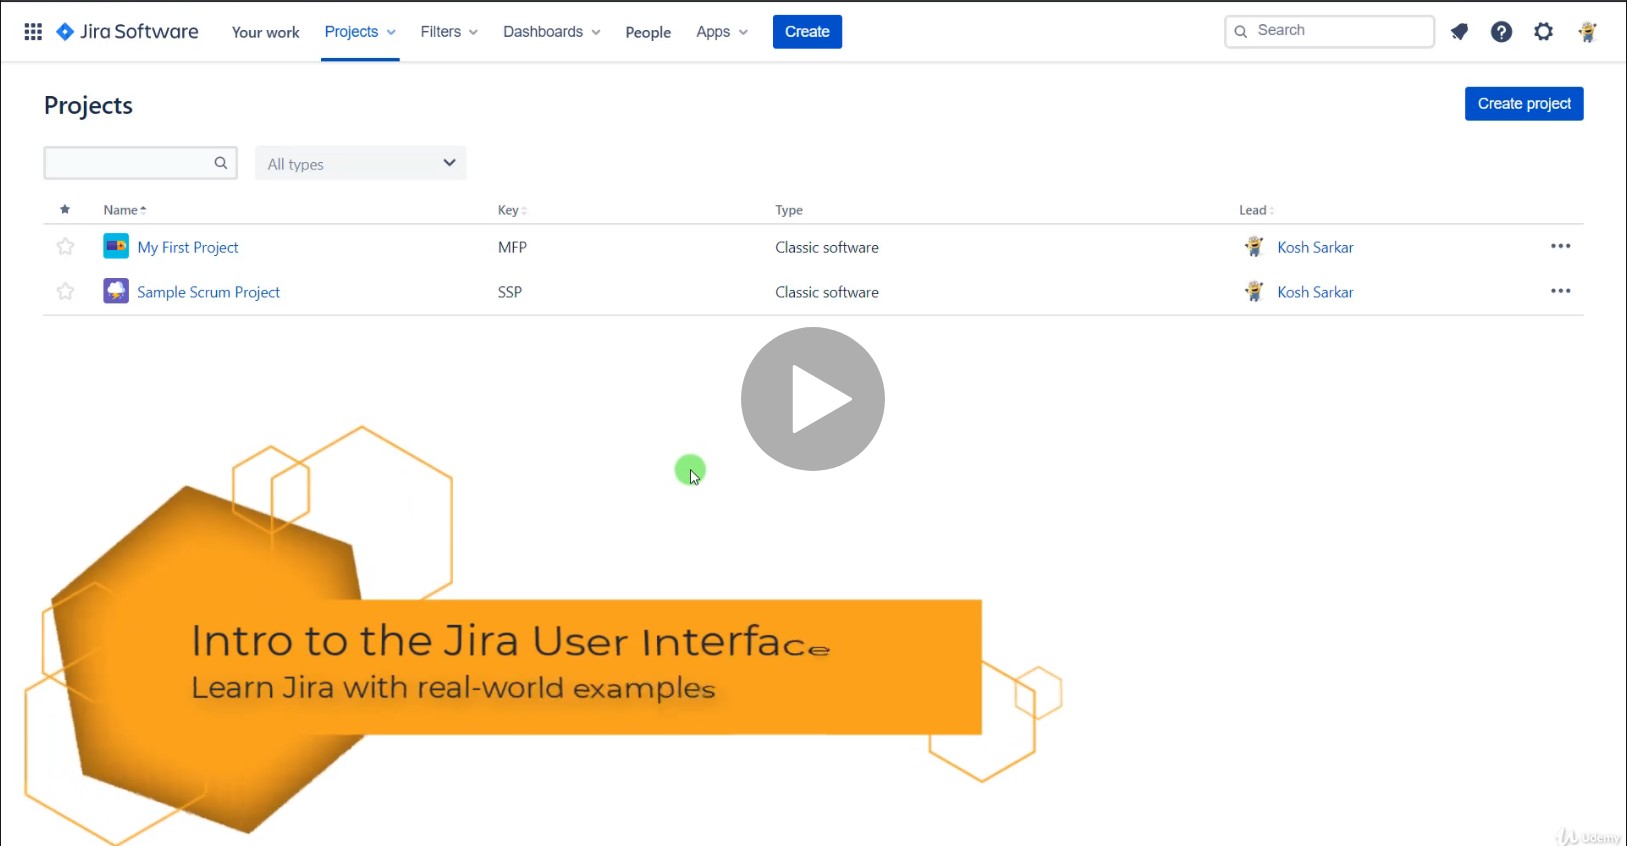 Jira Software Your work Projects Filters Dashboards People Apps Create Search
Projects
Create project
All types
Name Key Type Lead
My First Project MFP Classic software Kosh Sarkar
Sample Scrum Project SSP Classic software Kosh Sarkar
Intro to the Jira User Interface
Learn Jira with real-world examples
Udemy